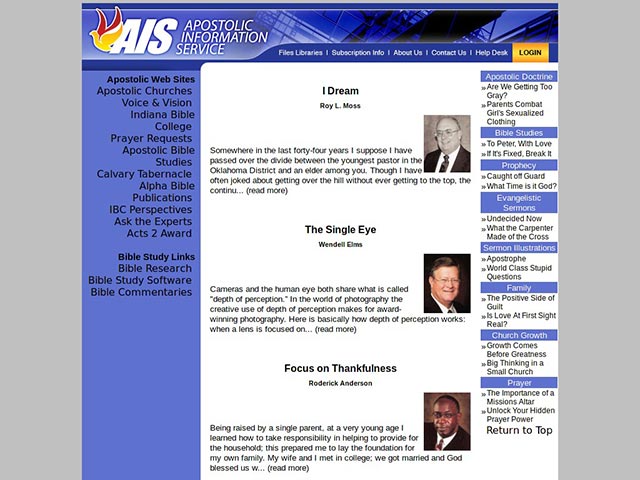 AIS
APOSTOLIC
INFORMATION
SERVICE
Files Libraries | Subscription Info | About Us | Contact Us | Help Desk
LOGIN
Apostolic Web Sites
Apostolic Churches
Voice & Vision
Indiana Bible
College
Prayer Requests
Apostolic Bible
Studies
Calvary Tabernacle
Alpha Bible
Publications
IBC Perspectives
Ask the Experts
Acts 2 Award
Bible Study Links
Bible Research
Bible Study Software
Bible Commentaries
I Dream
Roy L. Moss
Somewhere in the last forty-four years I suppose I have
passed over the divide between the youngest pastor in the
Oklahoma District and an elder among you. Though I have
often joked about getting over the hill without ever getting to the top, the
continu... (read more)
The Single Eye
Wendell Elms
Cameras and the human eye both share what is called
"depth of perception." In the world of photography the
creative use of depth of perception makes for award-
winning photography. Here is basically how depth of perception works:
when a lens is focused on... (read more)
Focus on Thankfulness
Roderick Anderson
Being raised by a single parent, at a very young age I
learned how to take responsibility in helping to provide for
the household; this prepared me to lay the foundation for
my own family. My wife and I met in college; we got married and God
blessed us w... (read more)
Apostolic Doctrine
» Are We Getting Too
Gray?
» Parents Combat
Girl's Sexualized
Clothing
Bible Studies
» To Peter, With Love
» If It's Fixed, Break It
Prophecy
» Caught off Guard
» What Time is it God?
Evangelistic
Sermons
» Undecided Now
» What the Carpenter
Made of the Cross
Sermon Illustrations
» Apostrophe
» World Class Stupid
Questions
Family
» The Positive Side of
Guilt
» Is Love At First Sight
Real?
Church Growth
» Growth Comes
Before Greatness
» Big Thinking in a
Small Church
Prayer
» The Importance of a
Missions Altar
» Unlock Your Hidden
Prayer Power
Return to Top